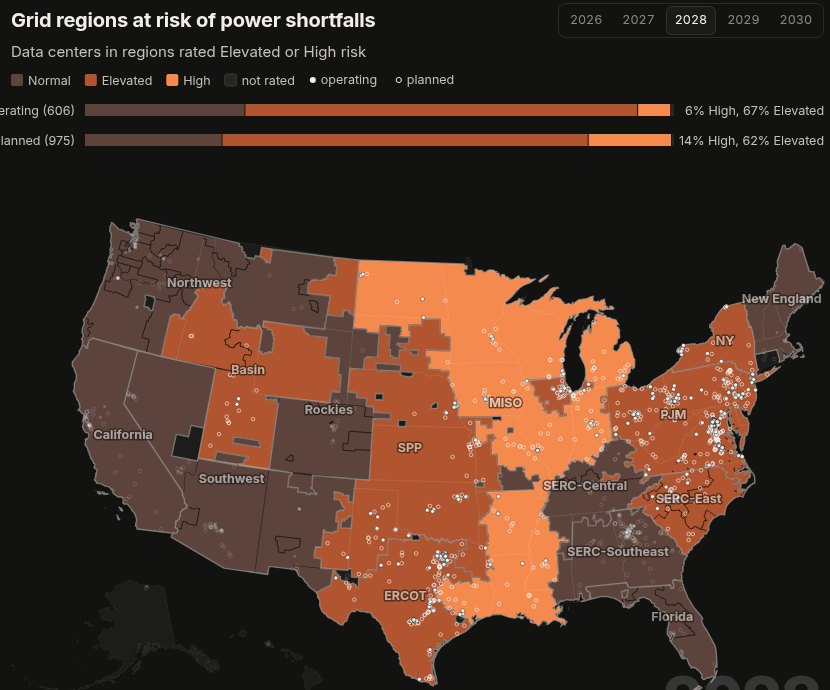 Grid regions at risk of power shortfalls
2026 2027 2028 2029 2030
Data centers in regions rated Elevated or High risk
Normal Elevated High not rated operating planned
erating (606) 6% High, 67% Elevated
lanned (975) 14% High, 62% Elevated
Northwest
New England
NY
Basin
MISO
Rockies
PJM
California
SPP
Southwest
SERC-Central
SERC-East
SERC-Southeast
ERCOT
Florida